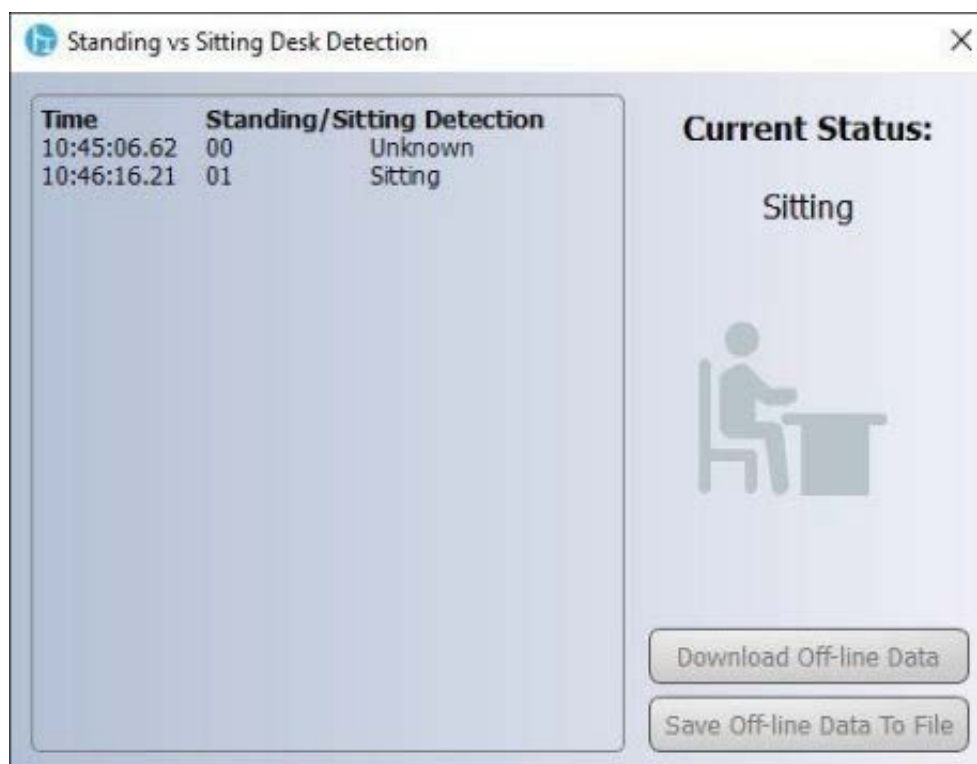 Standing vs Sitting Desk Detection
Time Standing/Sitting Detection
10:45:06.62 00 Unknown
10:46:16.21 01 Sitting
Current Status:
Sitting
Download Off-line Data
Save Off-line Data To File